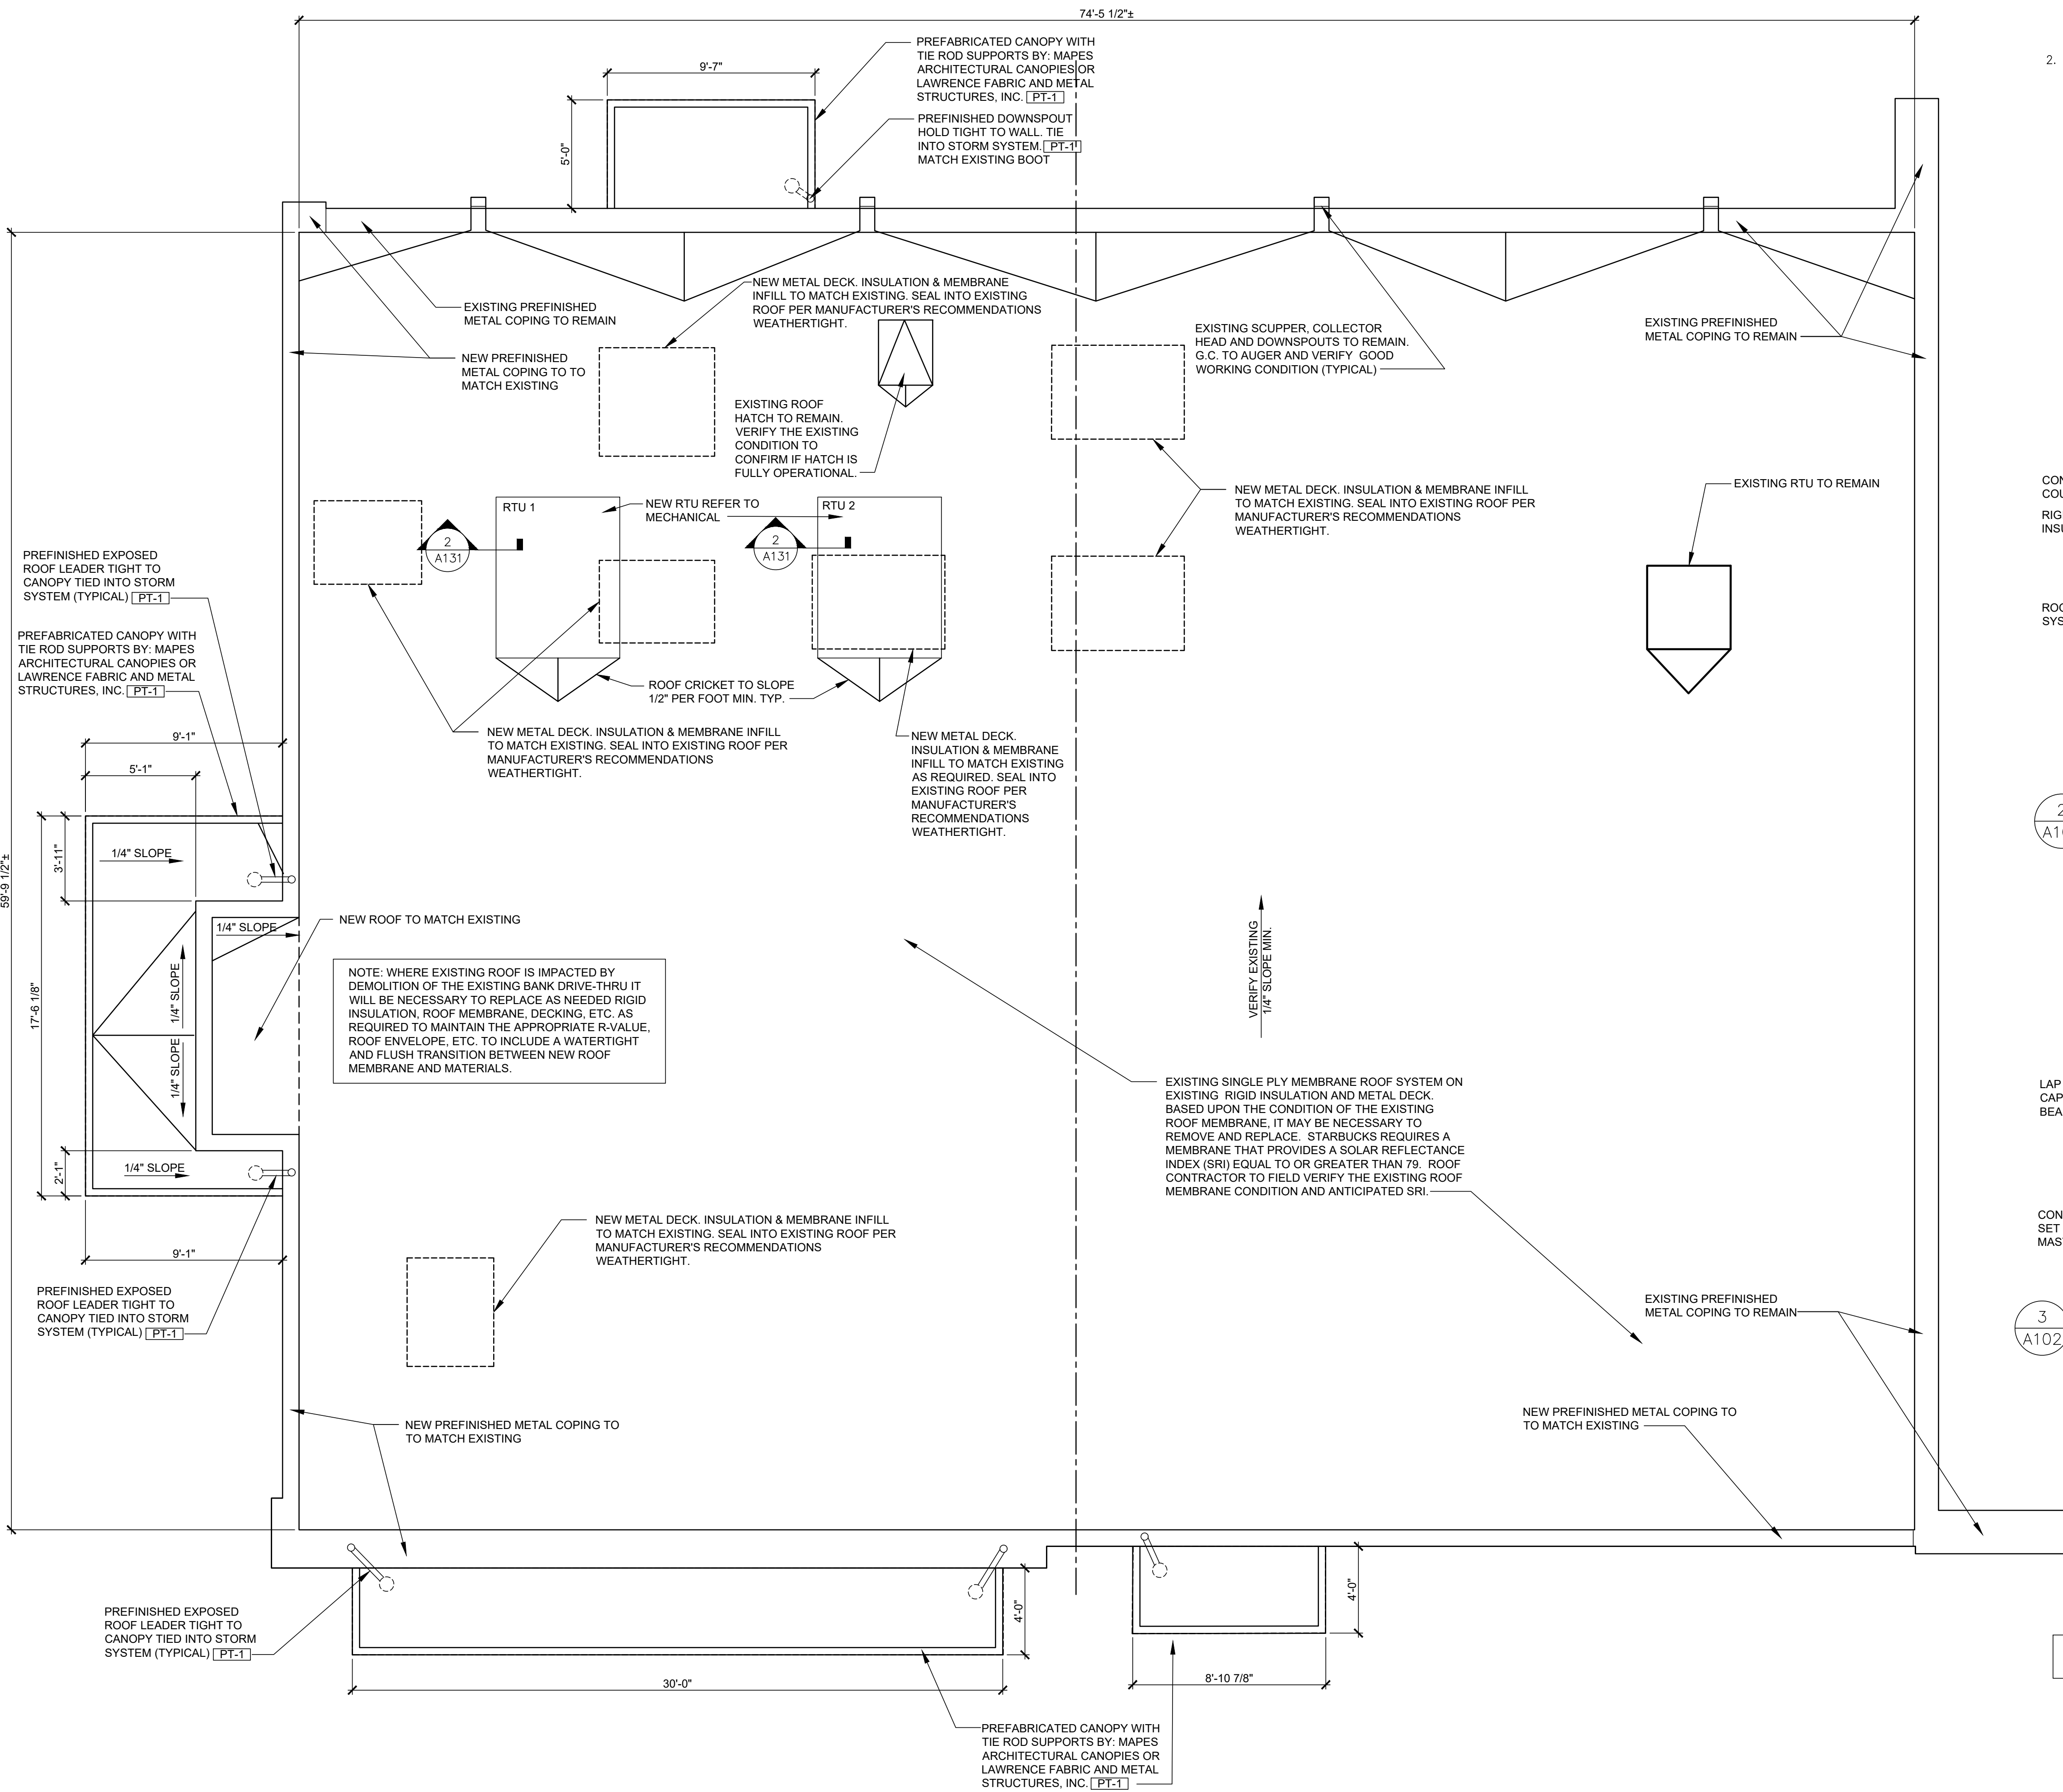 74'-5 1/2"±
2.
9'-7"
PREFABRICATED CANOPY WITH
TIE ROD SUPPORTS BY: MAPES
ARCHITECTURAL CANOPIES OR
LAWRENCE FABRIC AND METAL
STRUCTURES, INC. PT-1
5'-0"
PREFINISHED DOWNSPOUT
HOLD TIGHT TO WALL. TIE
INTO STORM SYSTEM. PT-1
MATCH EXISTING BOOT
EXISTING PREFINISHED
METAL COPING TO REMAIN
NEW PREFINISHED
METAL COPING TO TO
MATCH EXISTING
NEW METAL DECK. INSULATION & MEMBRANE
INFILL TO MATCH EXISTING. SEAL INTO EXISTING
ROOF PER MANUFACTURER'S RECOMMENDATIONS
WEATHERTIGHT.
EXISTING ROOF
HATCH TO REMAIN.
VERIFY THE EXISTING
CONDITION TO
CONFIRM IF HATCH IS
FULLY OPERATIONAL.
EXISTING SCUPPER, COLLECTOR
HEAD AND DOWNSPOUTS TO REMAIN.
G.C. TO AUGER AND VERIFY GOOD
WORKING CONDITION (TYPICAL)
EXISTING PREFINISHED
METAL COPING TO REMAIN
RTU 1
NEW RTU REFER TO
MECHANICAL
RTU 2
2
A131
2
A131
NEW METAL DECK. INSULATION & MEMBRANE INFILL
TO MATCH EXISTING. SEAL INTO EXISTING ROOF PER
MANUFACTURER'S RECOMMENDATIONS
WEATHERTIGHT.
EXISTING RTU TO REMAIN
CON
COU
RIG
INSU
ROO
SYS
PREFINISHED EXPOSED
ROOF LEADER TIGHT TO
CANOPY TIED INTO STORM
SYSTEM (TYPICAL) PT-1
PREFABRICATED CANOPY WITH
TIE ROD SUPPORTS BY: MAPES
ARCHITECTURAL CANOPIES OR
LAWRENCE FABRIC AND METAL
STRUCTURES, INC. PT-1
ROOF CRICKET TO SLOPE
1/2" PER FOOT MIN. TYP.
NEW METAL DECK. INSULATION & MEMBRANE INFILL
TO MATCH EXISTING. SEAL INTO EXISTING ROOF PER
MANUFACTURER'S RECOMMENDATIONS
WEATHERTIGHT.
NEW METAL DECK.
INSULATION & MEMBRANE
INFILL TO MATCH EXISTING
AS REQUIRED. SEAL INTO
EXISTING ROOF PER
MANUFACTURER'S
RECOMMENDATIONS
WEATHERTIGHT.
9'-1"
5'-1"
3'-11"
1/4" SLOPE
59'-9 1/2"±
2
A10
NEW ROOF TO MATCH EXISTING
1/4" SLOPE
VERIFY EXISTING
1/4" SLOPE MIN.
NOTE: WHERE EXISTING ROOF IS IMPACTED BY
DEMOLITION OF THE EXISTING BANK DRIVE-THRU IT
WILL BE NECESSARY TO REPLACE AS NEEDED RIGID
INSULATION, ROOF MEMBRANE, DECKING, ETC. AS
REQUIRED TO MAINTAIN THE APPROPRIATE R-VALUE,
ROOF ENVELOPE, ETC. TO INCLUDE A WATERTIGHT
AND FLUSH TRANSITION BETWEEN NEW ROOF
MEMBRANE AND MATERIALS.
17'-6 1/8"
1/4" SLOPE
1/4" SLOPE
EXISTING SINGLE PLY MEMBRANE ROOF SYSTEM ON
EXISTING RIGID INSULATION AND METAL DECK.
BASED UPON THE CONDITION OF THE EXISTING
ROOF MEMBRANE, IT MAY BE NECESSARY TO
REMOVE AND REPLACE. STARBUCKS REQUIRES A
MEMBRANE THAT PROVIDES A SOLAR REFLECTANCE
INDEX (SRI) EQUAL TO OR GREATER THAN 79. ROOF
CONTRACTOR TO FIELD VERIFY THE EXISTING ROOF
MEMBRANE CONDITION AND ANTICIPATED SRI.
LAP
CAP
BEA
2'-1"
1/4" SLOPE
NEW METAL DECK. INSULATION & MEMBRANE INFILL
TO MATCH EXISTING. SEAL INTO EXISTING ROOF PER
MANUFACTURER'S RECOMMENDATIONS
WEATHERTIGHT.
CON
SET
MAS
9'-1"
PREFINISHED EXPOSED
ROOF LEADER TIGHT TO
CANOPY TIED INTO STORM
SYSTEM (TYPICAL) PT-1
EXISTING PREFINISHED
METAL COPING TO REMAIN
3
A102
NEW PREFINISHED METAL COPING TO
TO MATCH EXISTING
NEW PREFINISHED METAL COPING TO
TO MATCH EXISTING
PREFINISHED EXPOSED
ROOF LEADER TIGHT TO
CANOPY TIED INTO STORM
SYSTEM (TYPICAL) PT-1
4'-0"
4'-0"
30'-0"
8'-10 7/8"
PREFABRICATED CANOPY WITH
TIE ROD SUPPORTS BY: MAPES
ARCHITECTURAL CANOPIES OR
LAWRENCE FABRIC AND METAL
STRUCTURES, INC. PT-1